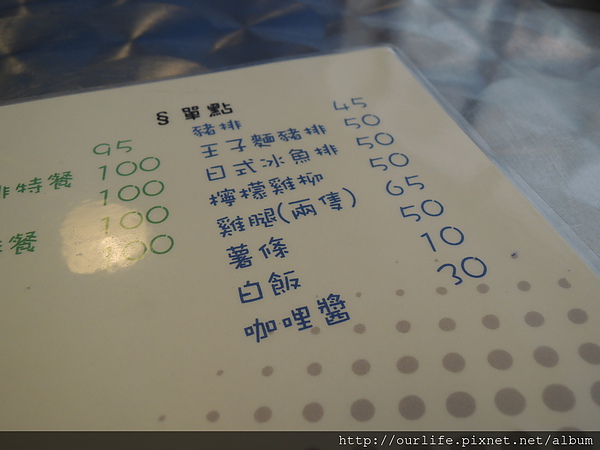 § 單點
豬排 45
王子麵豬排 50
日式冰魚排 50
檸檬雞柳 50
雞腿(兩隻) 65
薯條 50
白飯 10
咖哩醬 30
95
排特餐 100
100
100
餐 100
http://ourlife.pixnet.net/album